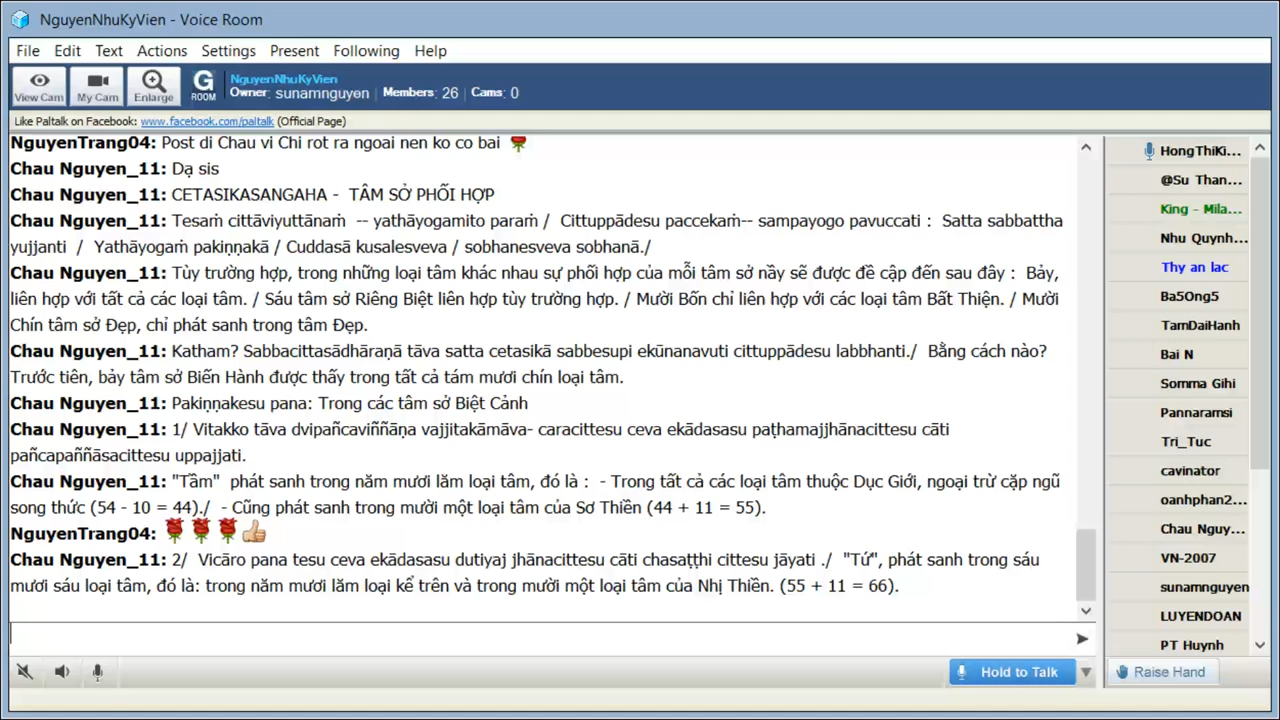 NguyenNhuKyVien - Voice Room
File Edit Text Actions Settings Present Following Help
View Cam My Cam Enlarge G ROOM NguyenNhuKyVien
Owner: sunamnguyen | Members: 26 | Cams: 0
Like Paltalk on Facebook: www.facebook.com/paltalk (Official Page)
NguyenTrang04: Post di Chau vi Chi rot ra ngoai nen ko co bai
Chau Nguyen_11: Dạ sis
Chau Nguyen_11: CETASIKASANGAHA - TÂM SỞ PHỐI HỢP
Chau Nguyen_11: Tesaṁ cittāviyuttānaṁ -- yathāyogamito paraṁ / Cittuppādesu paccekaṁ-- sampayogo pavuccati : Satta sabbattha
yujjanti / Yathāyogaṁ pakiṇṇakā / Cuddasā kusalesveva / sobhanesveva sobhanā./
Chau Nguyen_11: Tùy trường hợp, trong những loại tâm khác nhau sự phối hợp của mỗi tâm sở nầy sẽ được đề cập đến sau đây : Bảy,
liên hợp với tất cả các loại tâm. / Sáu tâm sở Riêng Biệt liên hợp tùy trường hợp. / Mười Bốn chỉ liên hợp với các loại tâm Bất Thiện. / Mười
Chín tâm sở Đẹp, chỉ phát sanh trong tâm Đẹp.
Chau Nguyen_11: Katham? Sabbacittasādhāraṇā tāva satta cetasikā sabbesupi ekūnanavuti cittuppādesu labbhanti./ Bằng cách nào?
Trước tiên, bảy tâm sở Biến Hành được thấy trong tất cả tám mươi chín loại tâm.
Chau Nguyen_11: Pakiṇṇakesu pana: Trong các tâm sở Biệt Cảnh
Chau Nguyen_11: 1/ Vitakko tāva dvipañcaviññāṇa vajjitakāmāva- caracittesu ceva ekādasasu paṭhamajjhānacittesu cāti
pañcapaññāsacittesu uppajjati.
Chau Nguyen_11: "Tầm" phát sanh trong năm mươi lăm loại tâm, đó là : - Trong tất cả các loại tâm thuộc Dục Giới, ngoại trừ cặp ngũ
song thức (54 - 10 = 44)./ - Cũng phát sanh trong mười một loại tâm của Sơ Thiền (44 + 11 = 55).
NguyenTrang04:
Chau Nguyen_11: 2/ Vicāro pana tesu ceva ekādasasu dutiyaj jhānacittesu cāti chasaṭṭhi cittesu jāyati ./ "Tứ", phát sanh trong sáu
mươi sáu loại tâm, đó là: trong năm mươi lăm loại kể trên và trong mười một loại tâm của Nhị Thiền. (55 + 11 = 66).
HongThiKi...
@Su Than...
King - Mila...
Nhu Quynh...
Thy an lac
Ba5Ong5
TamDaiHanh
Bai N
Somma Gihi
Pannaramsi
Tri_Tuc
cavinator
oanhphan2...
Chau Nguy...
VN-2007
sunamnguyen
LUYENDOAN
PT Huynh
Hold to Talk
Raise Hand